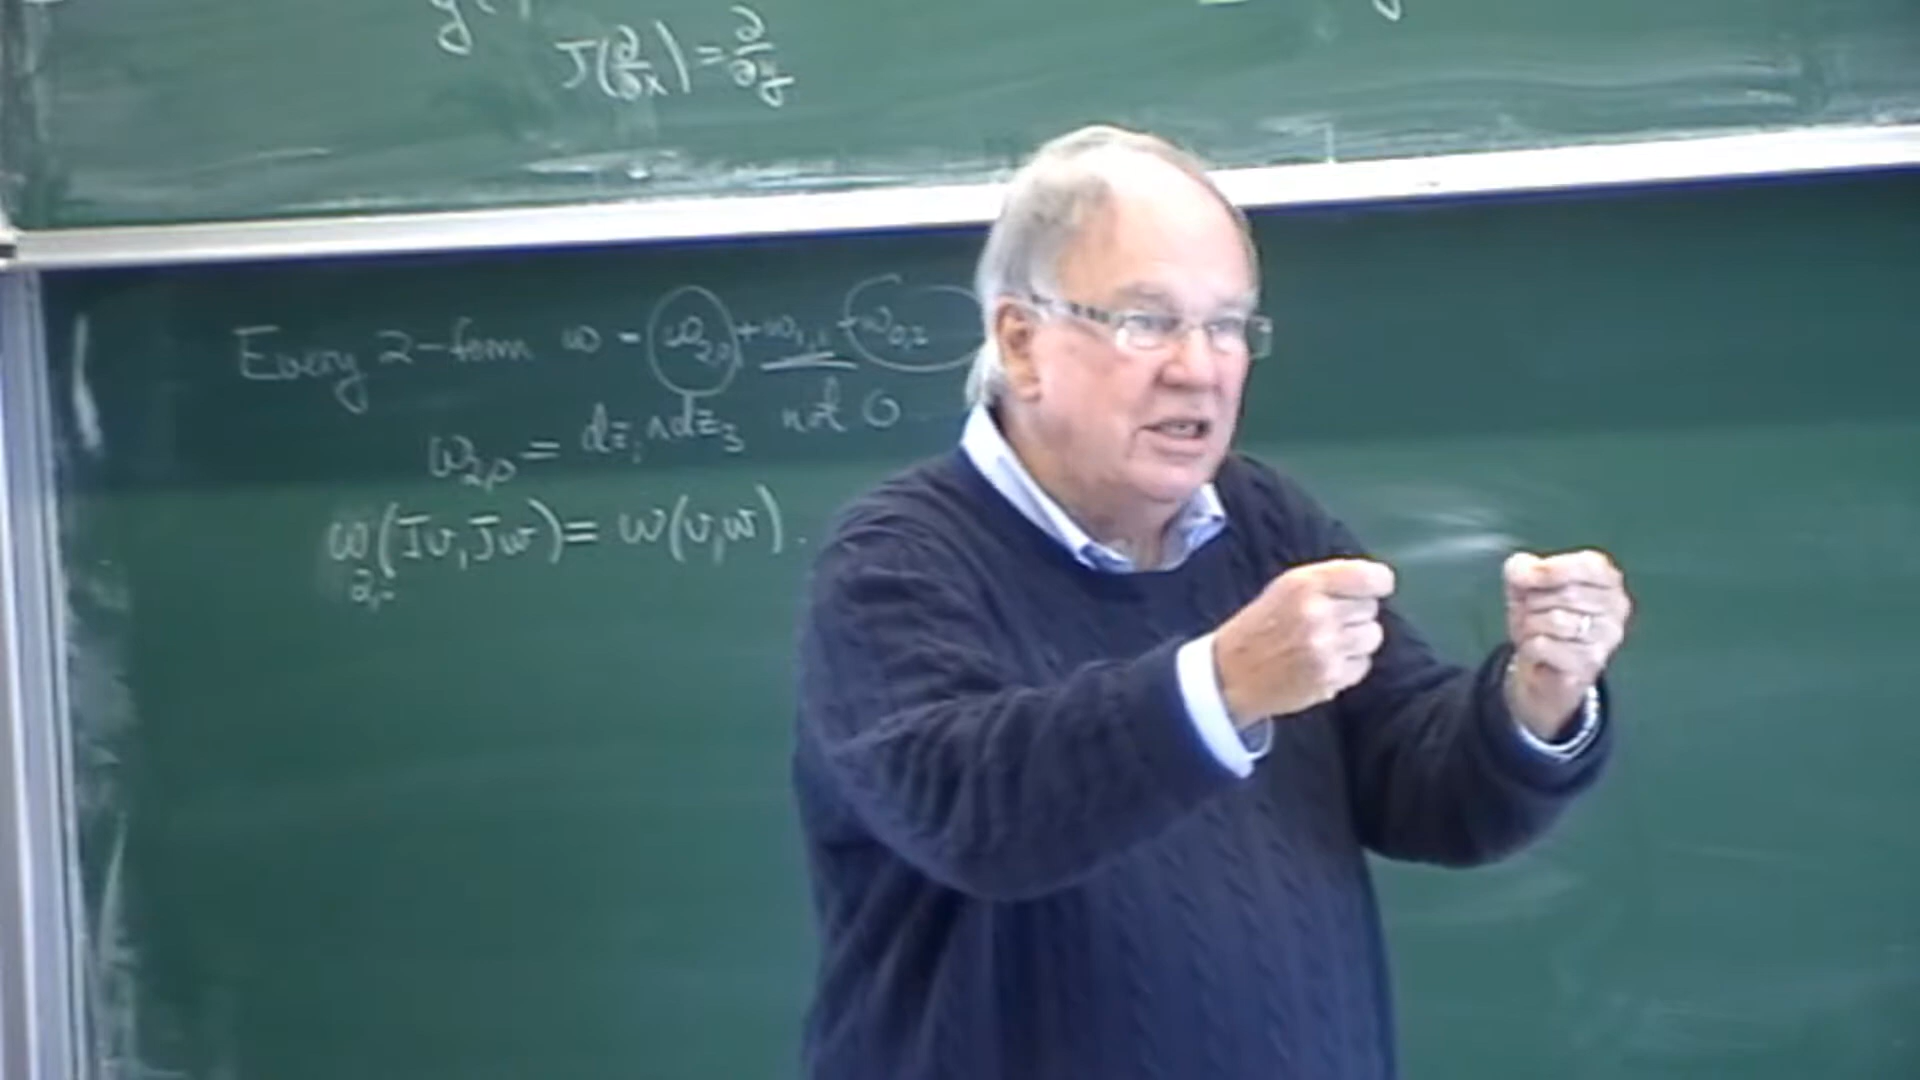 J(∂/∂x) = ∂/∂y
Every 2-form ω = ω₂,₀ + ω₁,₁ + ω₀,₂
ω₂,₀ = dz₁∧dz₃ not 0
ω(Jv,Jw) = ω(v,w).